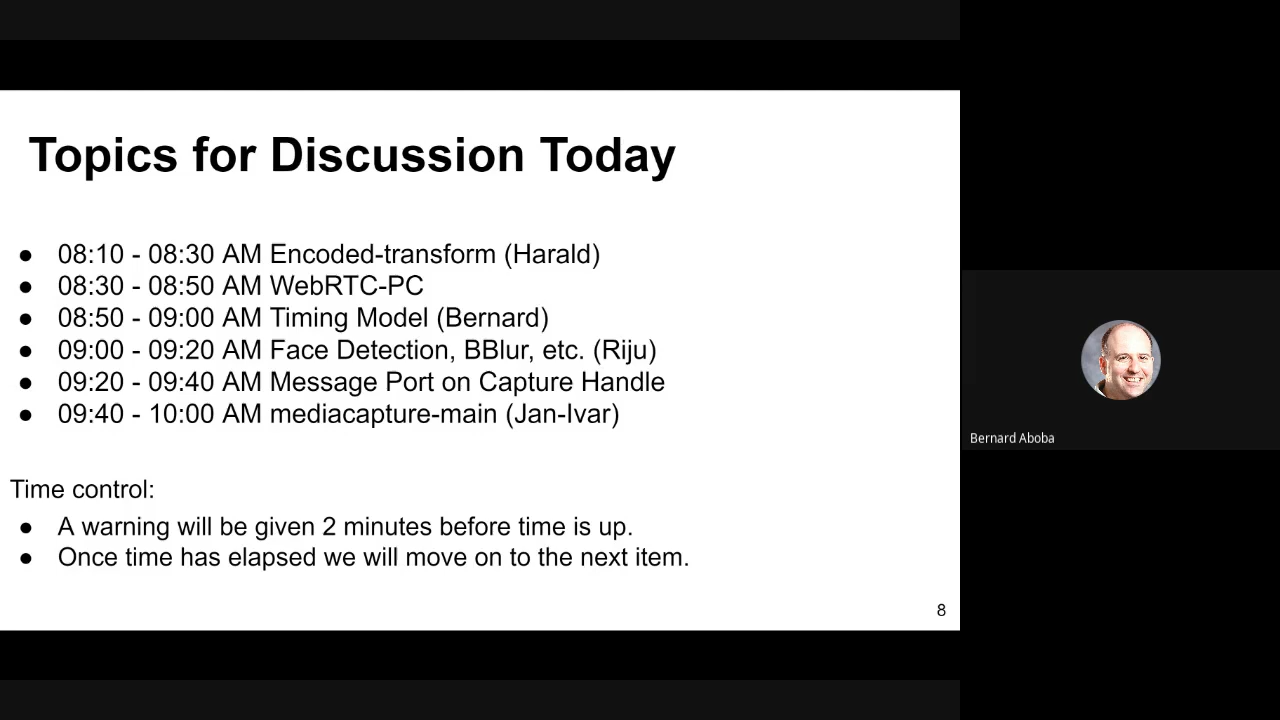 Topics for Discussion Today
● 08:10 - 08:30 AM Encoded-transform (Harald)
● 08:30 - 08:50 AM WebRTC-PC
● 08:50 - 09:00 AM Timing Model (Bernard)
● 09:00 - 09:20 AM Face Detection, BBlur, etc. (Riju)
● 09:20 - 09:40 AM Message Port on Capture Handle
● 09:40 - 10:00 AM mediacapture-main (Jan-Ivar)
Time control:
● A warning will be given 2 minutes before time is up.
● Once time has elapsed we will move on to the next item.
8
Bernard Aboba